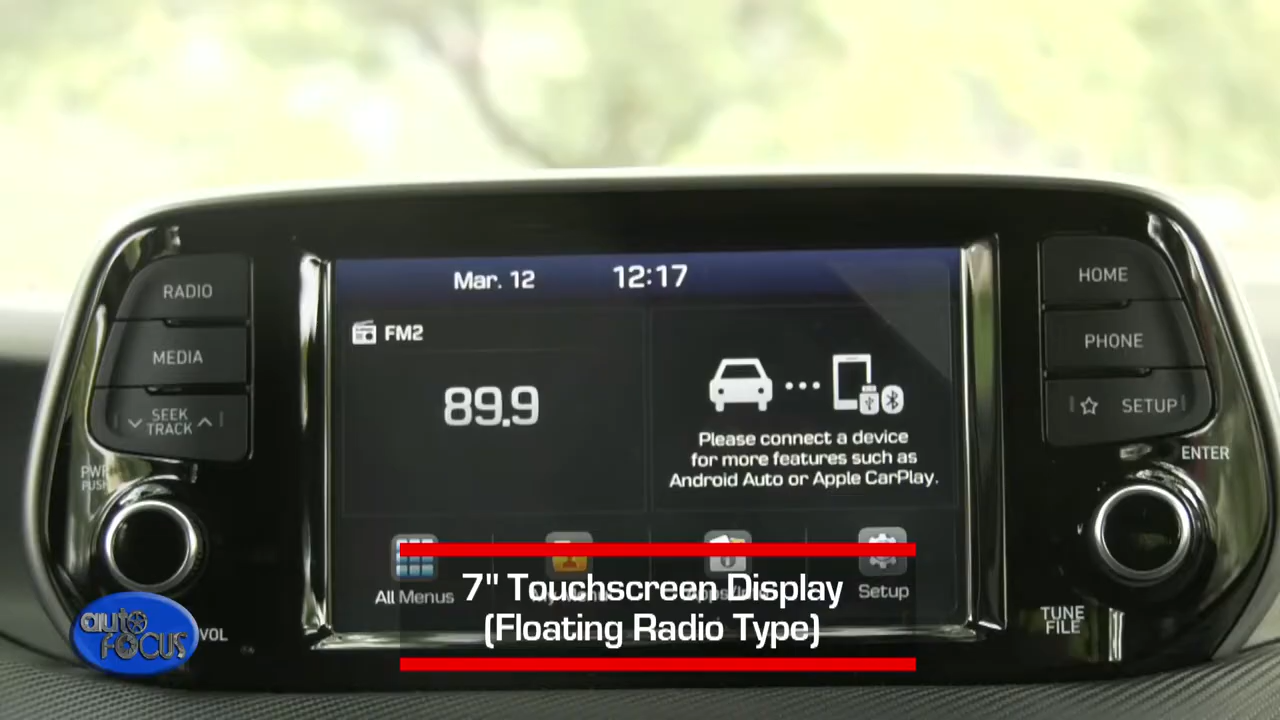 Mar. 12
12:17
RADIO
MEDIA
SEEK
TRACK
PWR
PUSH
VOL
FM2
89.9
Please connect a device
for more features such as
Android Auto or Apple CarPlay.
All Menus
Setup
HOME
PHONE
SETUP
ENTER
TUNE
FILE
7" Touchscreen Display
(Floating Radio Type)
auto
FOCUS